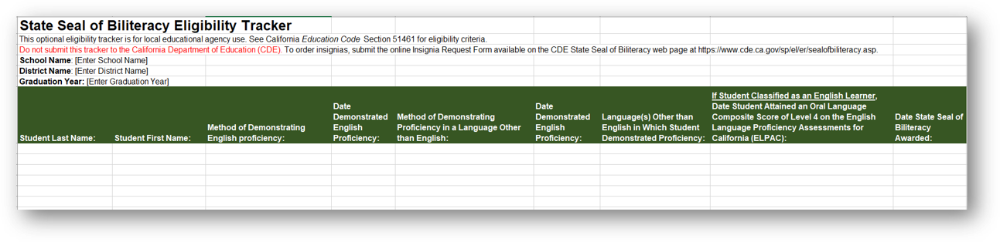 State Seal of Biliteracy Eligibility Tracker
This optional eligibility tracker is for local educational agency use. See California Education Code Section 51461 for eligibility criteria.
Do not submit this tracker to the California Department of Education (CDE). To order insignias, submit the online Insignia Request Form available on the CDE State Seal of Biliteracy web page at https://www.cde.ca.gov/sp/el/er/sealofbiliteracy.asp.
School Name: [Enter School Name]
District Name: [Enter District Name]
Graduation Year: [Enter Graduation Year]
Student Last Name:
Student First Name:
Method of Demonstrating
English proficiency:
Date
Demonstrated
English
Proficiency:
Method of Demonstrating
Proficiency in a Language Other
than English:
Date
Demonstrated
English
Proficiency:
Language(s) Other than
English in Which Student
Demonstrated Proficiency:
If Student Classified as an English Learner,
Date Student Attained an Oral Language
Composite Score of Level 4 on the English
Language Proficiency Assessments for
California (ELPAC):
Date State Seal of
Biliteracy
Awarded: